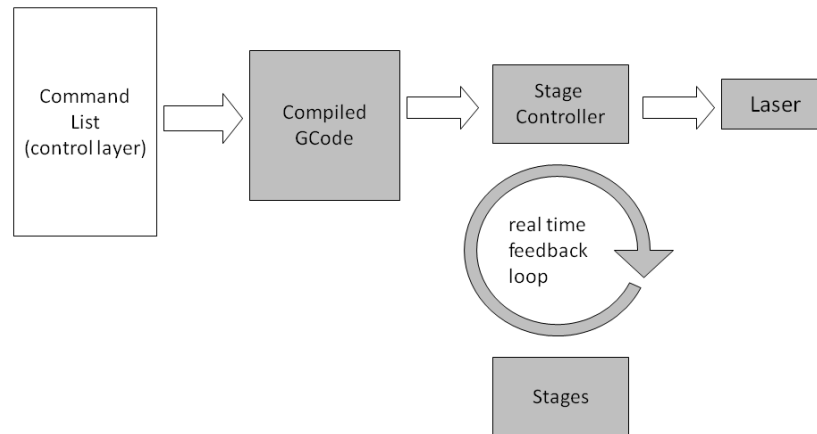 Command
List
(control layer)
Compiled
GCode
Stage
Controller
Laser
real time
feedback
loop
Stages